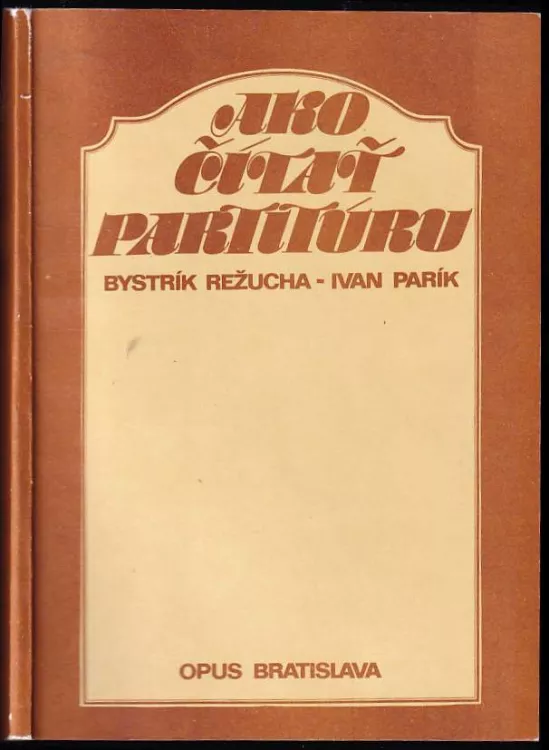 AKO
ČÍTAŤ
PARTITÚRU
BYSTRÍK REŽUCHA - IVAN PARÍK
OPUS BRATISLAVA